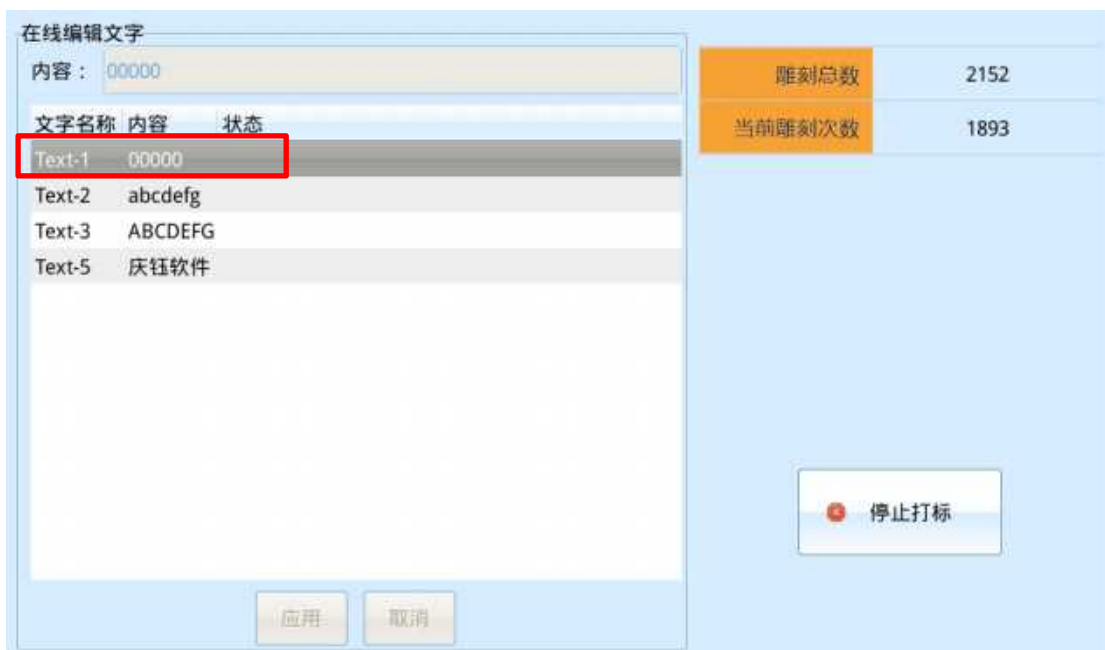 在线编辑文字
内容： 00000
文字名称 内容 状态
Text-1 00000
Text-2 abcdefg
Text-3 ABCDEFG
Text-5 庆钰软件
应用 取消
雕刻总数 2152
当前雕刻次数 1893
停止打标